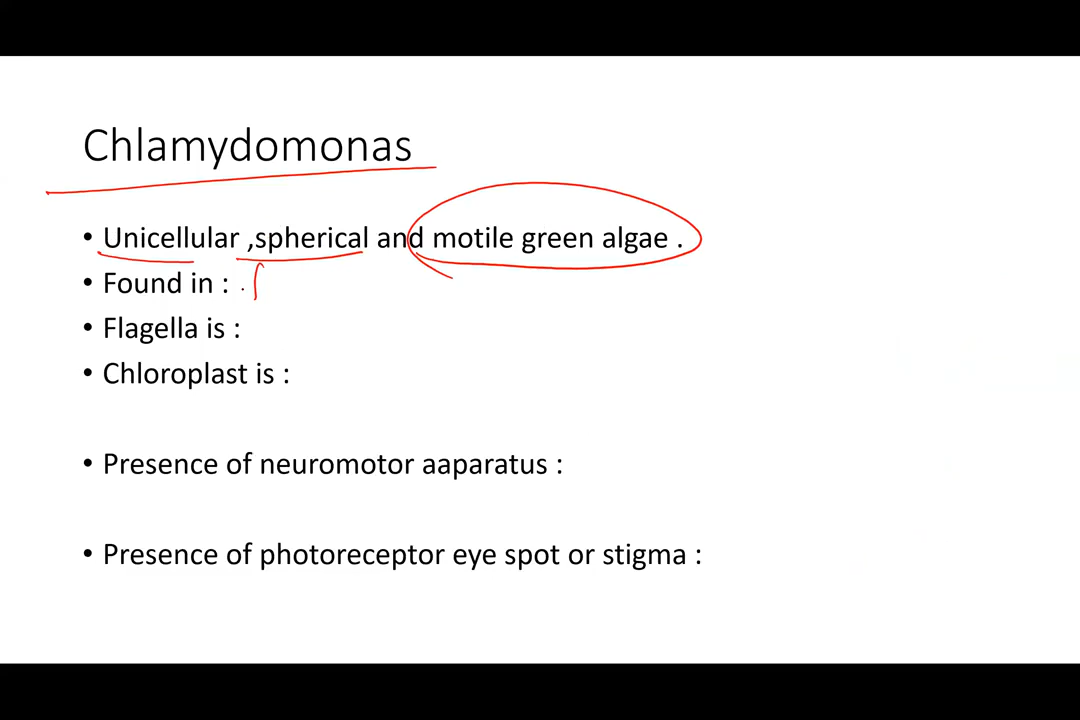 Chlamydomonas
• Unicellular ,spherical and motile green algae .
• Found in :
• Flagella is :
• Chloroplast is :
• Presence of neuromotor aaparatus :
• Presence of photoreceptor eye spot or stigma :